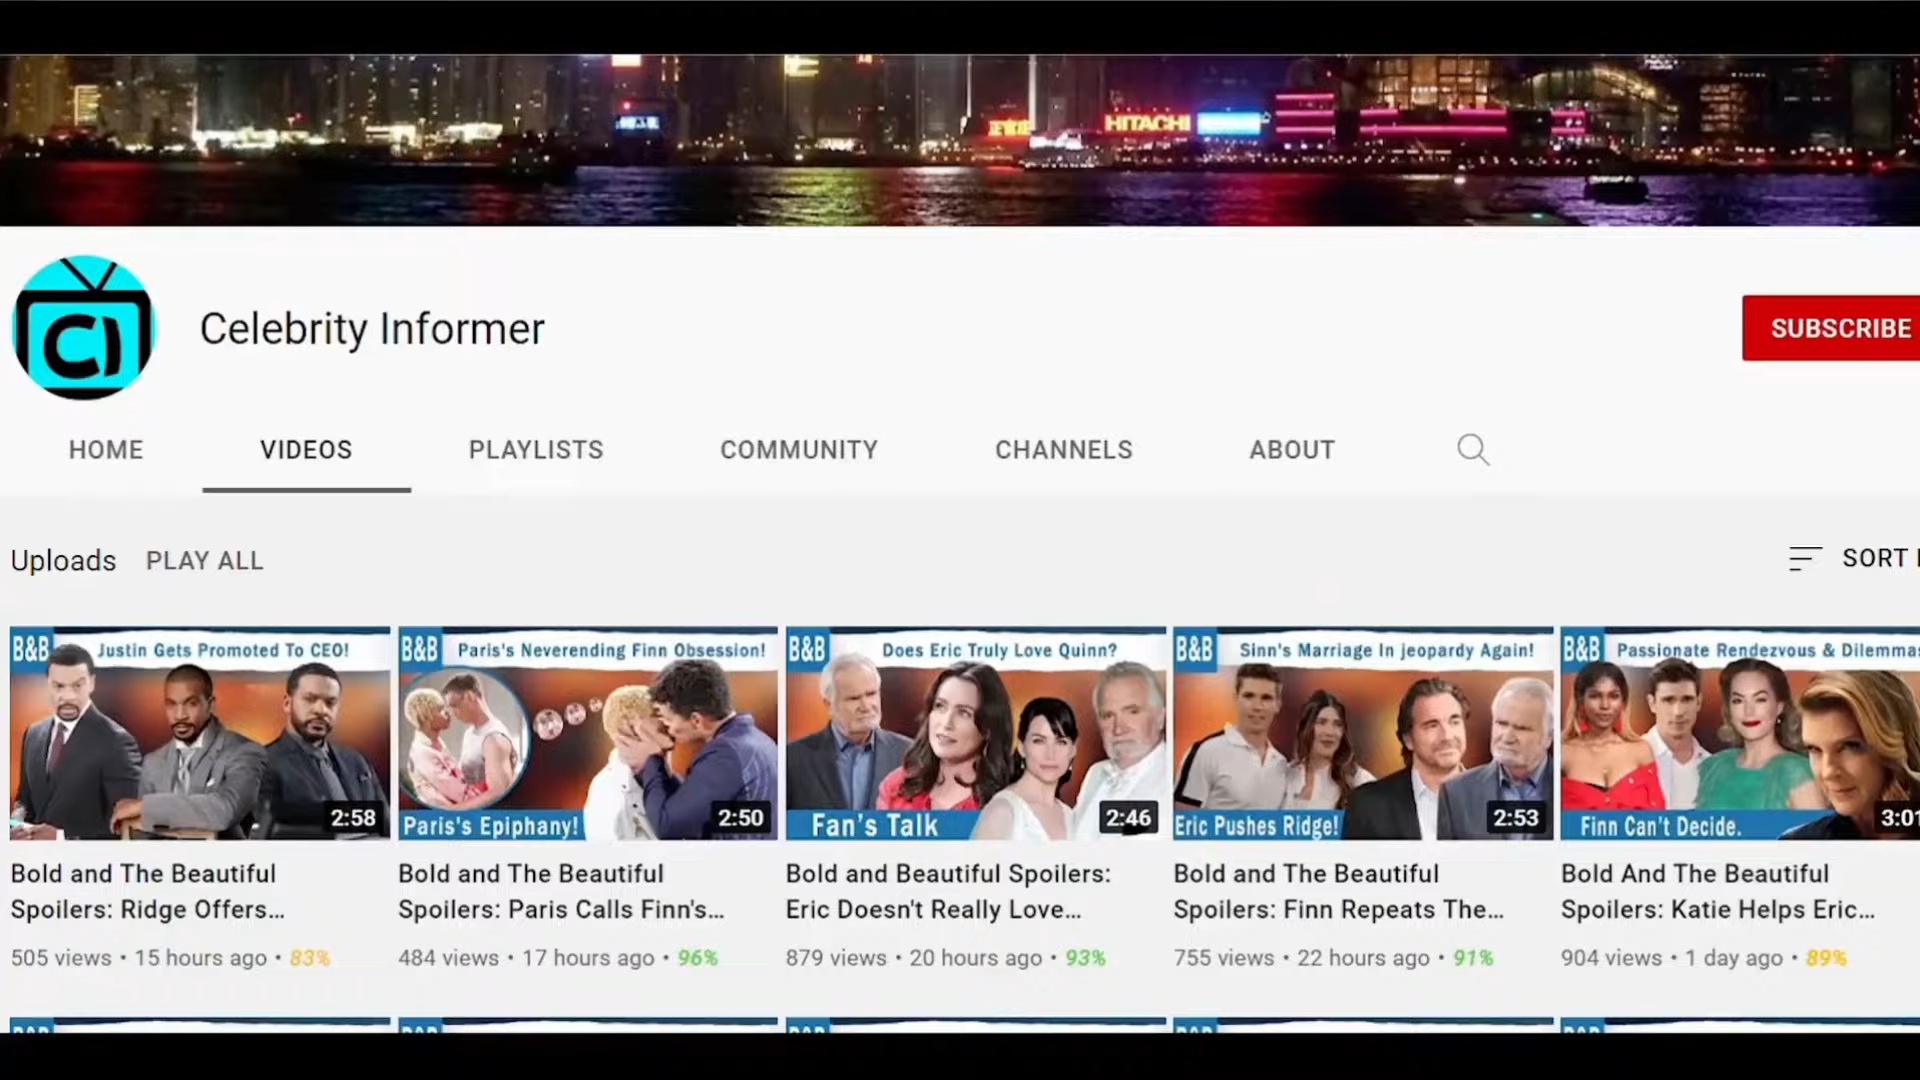 正官庄
HITACHI
CI
Celebrity Informer
SUBSCRIBE
HOME
VIDEOS
PLAYLISTS
COMMUNITY
CHANNELS
ABOUT
Uploads
PLAY ALL
SORT
B&B
Justin Gets Promoted To CEO!
2:58
B&B
Paris's Neverending Finn Obsession!
Paris's Epiphany!
2:50
B&B
Does Eric Truly Love Quinn?
Fan's Talk
2:46
B&B
Sinn's Marriage In jeopardy Again!
Eric Pushes Ridge!
2:53
B&B
Passionate Rendezvous & Dilemmas
Finn Can't Decide.
3:01
Bold and The Beautiful
Spoilers: Ridge Offers...
505 views • 15 hours ago • 83%
Bold and The Beautiful
Spoilers: Paris Calls Finn's...
484 views • 17 hours ago • 96%
Bold and Beautiful Spoilers:
Eric Doesn't Really Love...
879 views • 20 hours ago • 93%
Bold and The Beautiful
Spoilers: Finn Repeats The...
755 views • 22 hours ago • 91%
Bold And The Beautiful
Spoilers: Katie Helps Eric...
904 views • 1 day ago • 89%
B&B
B&B
B&B
B&B
B&B